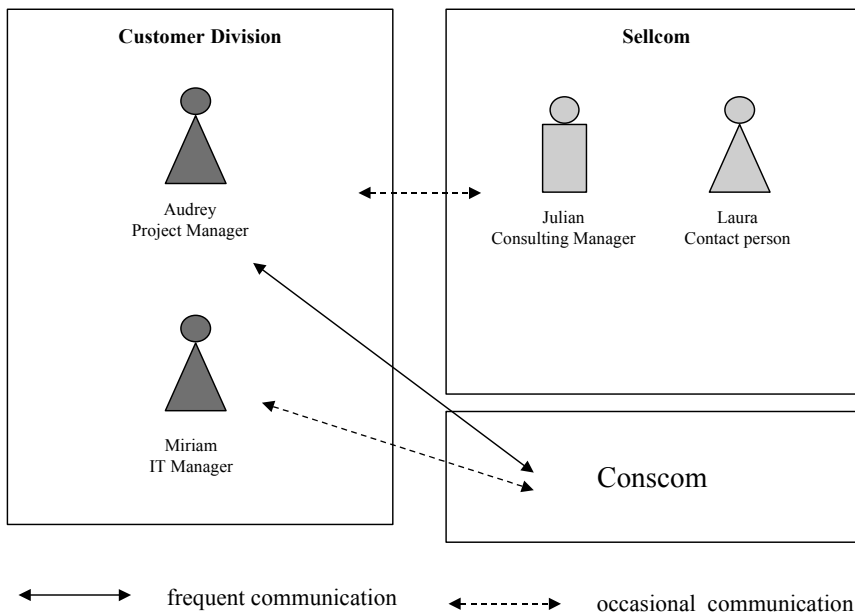 Customer Division
Sellcom
Audrey
Project Manager
Julian
Consulting Manager
Laura
Contact person
Miriam
IT Manager
Conscom
frequent communication
occasional communication